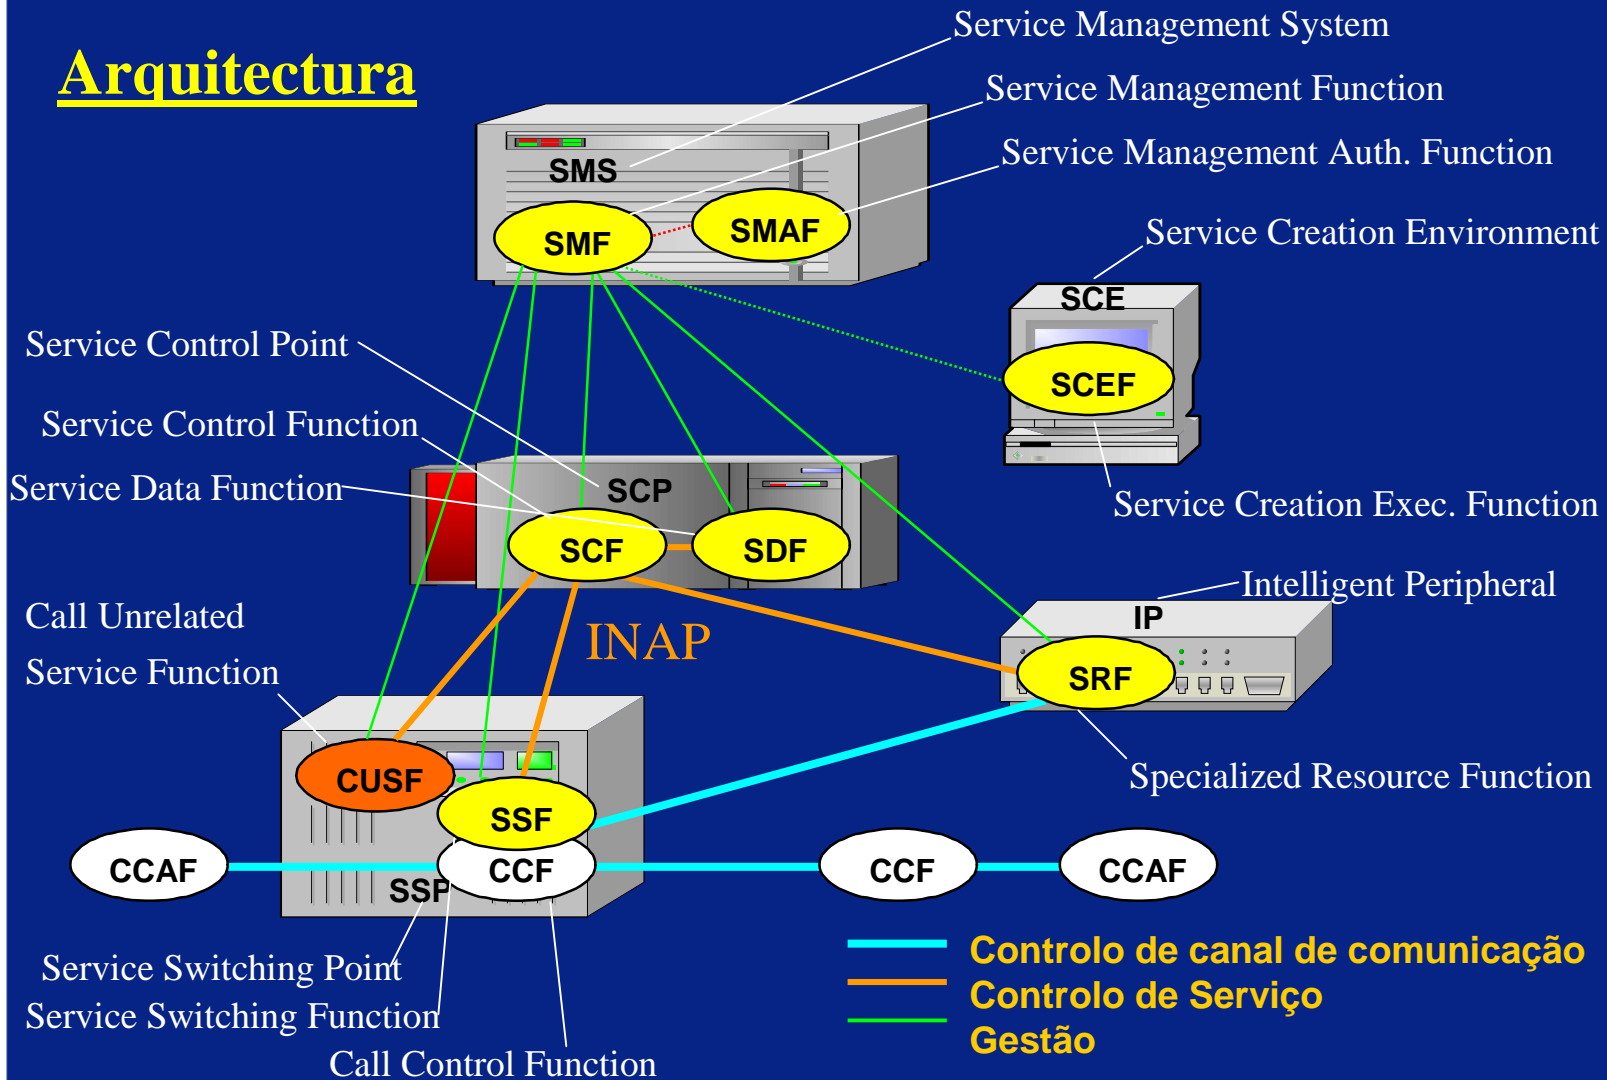 Arquitectura
Service Management System
Service Management Function
Service Management Auth. Function
SMS
SMF
SMAF
Service Creation Environment
SCE
SCEF
Service Creation Exec. Function
Service Control Point
Service Control Function
Service Data Function
SCP
SCF
SDF
INAP
Intelligent Peripheral
IP
SRF
Specialized Resource Function
Call Unrelated
Service Function
CUSF
SSF
CCAF
CCF
CCF
CCAF
SSP
Service Switching Point
Service Switching Function
Call Control Function
Controlo de canal de comunicação
Controlo de Serviço
Gestão